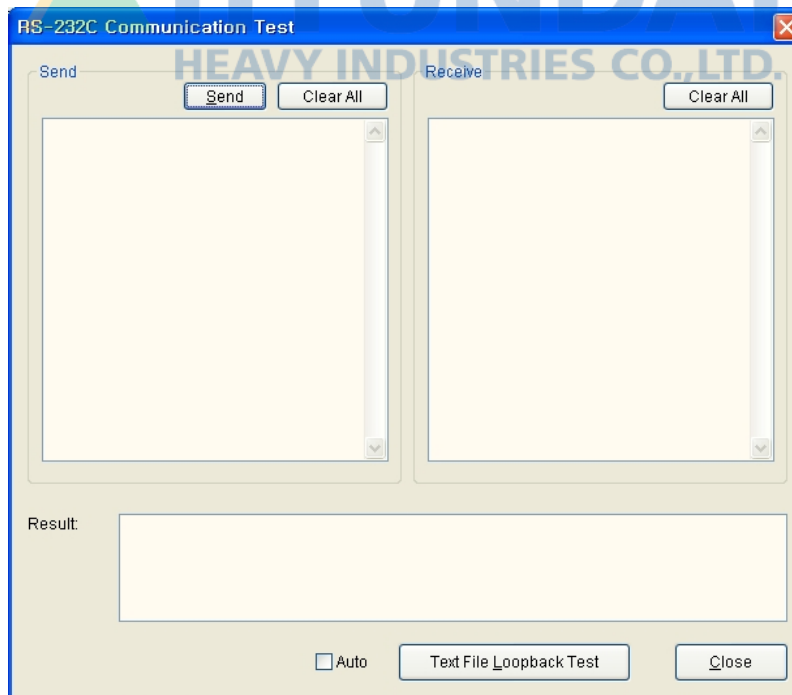 HYUNDAI
RS-232C Communication Test
HEAVY INDUSTRIES CO.,LTD.
Send
Receive
Send
Clear All
Clear All
Result:
Auto
Text File Loopback Test
Close